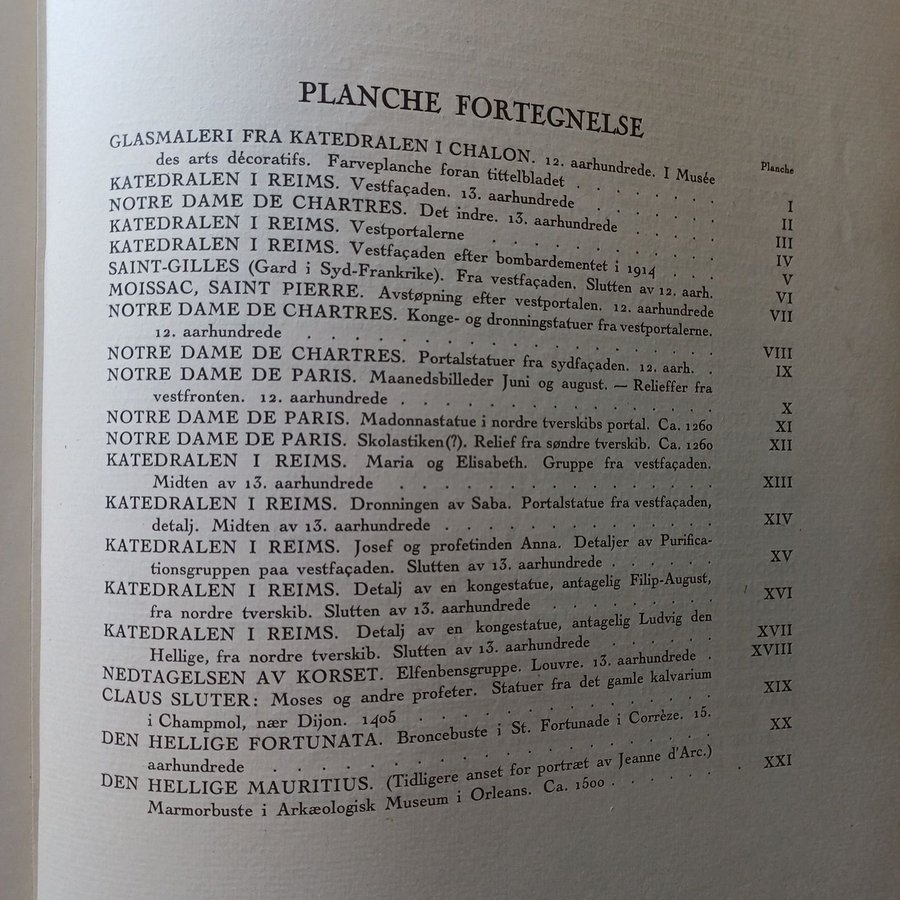 PLANCHE FORTEGNELSE
Planche
GLASMALERI FRA KATEDRALEN I CHALON. 12. aarhundrede. I Musée
des arts décoratifs. Farveplanche foran tittelbladet . . . . . . I
KATEDRALEN I REIMS. Vestfaçaden. 13. aarhundrede . . . . . . II
NOTRE DAME DE CHARTRES. Det indre. 13. aarhundrede . . . . . III
KATEDRALEN I REIMS. Vestportalerne . . . . . . . . . IV
KATEDRALEN I REIMS. Vestfaçaden efter bombardementet i 1914 . . . V
SAINT-GILLES (Gard i Syd-Frankrike). Fra vestfaçaden. Slutten av 12. aarh. VI
MOISSAC, SAINT PIERRE. Avstøpning efter vestportalen. 12. aarhundrede VII
NOTRE DAME DE CHARTRES. Konge- og dronningstatuer fra vestportalerne.
12. aarhundrede . . . . . . . . . . . . . . . . VIII
NOTRE DAME DE CHARTRES. Portalstatuer fra sydfaçaden. 12. aarh. . IX
NOTRE DAME DE PARIS. Maanedsbilleder Juni og august. — Relieffer fra
vestfronten. 12. aarhundrede . . . . . . . . . . . . X
NOTRE DAME DE PARIS. Madonnastatue i nordre tverskibs portal. Ca. 1260 XI
NOTRE DAME DE PARIS. Skolastiken(?). Relief fra søndre tverskib. Ca. 1260 XII
KATEDRALEN I REIMS. Maria og Elisabeth. Gruppe fra vestfaçaden.
Midten av 13. aarhundrede . . . . . . . . . . . . XIII
KATEDRALEN I REIMS. Dronningen av Saba. Portalstatue fra vestfaçaden,
detalj. Midten av 13. aarhundrede . . . . . . . . . . XIV
KATEDRALEN I REIMS. Josef og profetinden Anna. Detaljer av Purifica-
tionsgruppen paa vestfaçaden. Slutten av 13. aarhundrede . . . . . XV
KATEDRALEN I REIMS. Detalj av en kongestatue, antagelig Filip-August,
fra nordre tverskib. Slutten av 13. aarhundrede . . . . . . . XVI
KATEDRALEN I REIMS. Detalj av en kongestatue, antagelig Ludvig den
Hellige, fra nordre tverskib. Slutten av 13. aarhundrede . . . . . XVII
NEDTAGELSEN AV KORSET. Elfenbensgruppe. Louvre. 13. aarhundrede . XVIII
CLAUS SLUTER: Moses og andre profeter. Statuer fra det gamle kalvarium
i Champmol, nær Dijon. 1405 . . . . . . . . . . . XIX
DEN HELLIGE FORTUNATA. Broncebuste i St. Fortunade i Corrèze. 15.
aarhundrede . . . . . . . . . . . . . . . . . XX
DEN HELLIGE MAURITIUS. (Tidligere anset for portræt av Jeanne d'Arc.)
Marmorbuste i Arkæologisk Museum i Orleans. Ca. 1500 . . . . . XXI